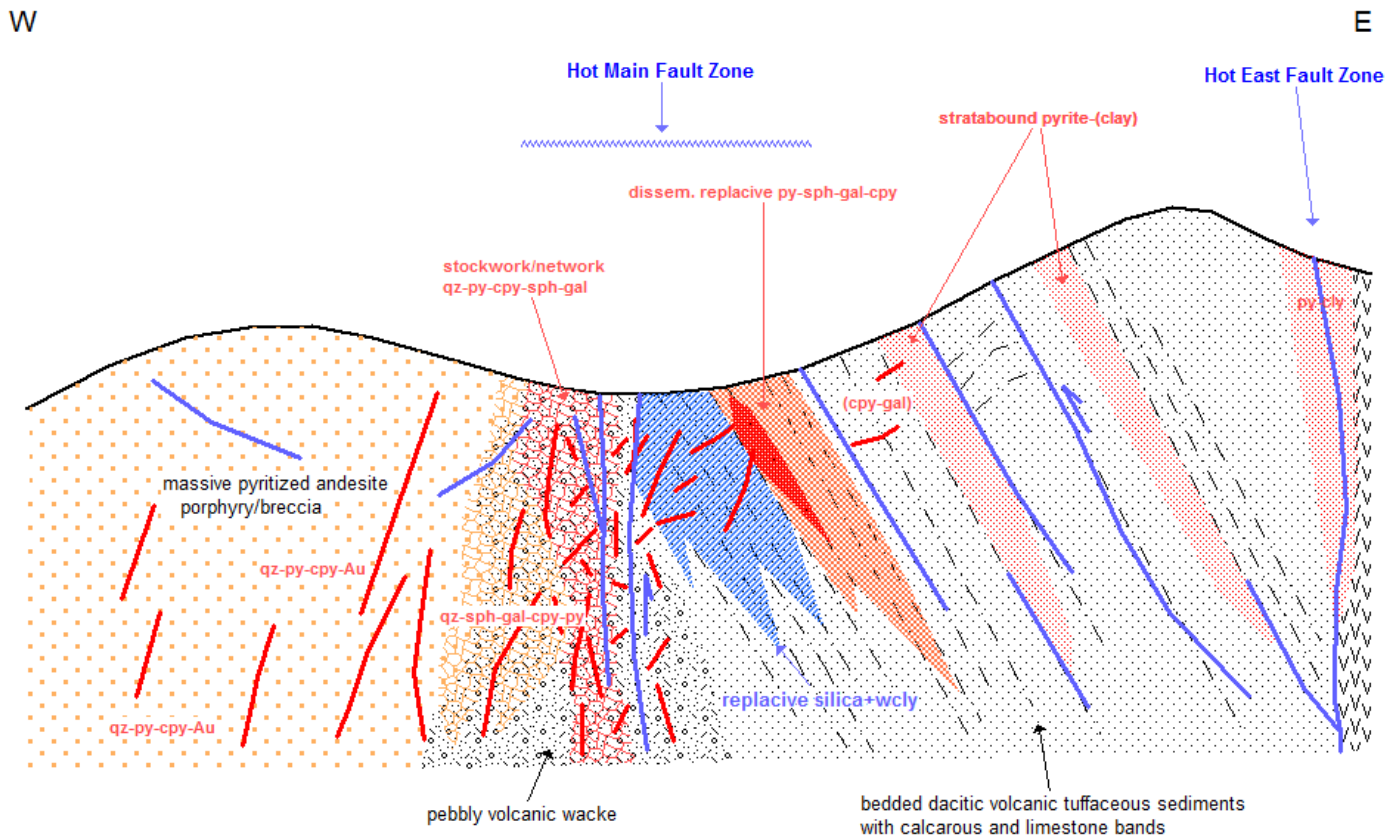 W
E
Hot Main Fault Zone
Hot East Fault Zone
stratabound pyrite-(clay)
dissem. replacive py-sph-gal-cpy
stockwork/network
qz-py-cpy-sph-gal
py-cly
(cpy-gal)
massive pyritized andesite
porphyry/breccia
qz-py-cpy-Au
qz-sph-gal-cpy-py
replacive silica+wcly
qz-py-cpy-Au
pebbly volcanic wacke
bedded dacitic volcanic tuffaceous sediments
with calcarous and limestone bands